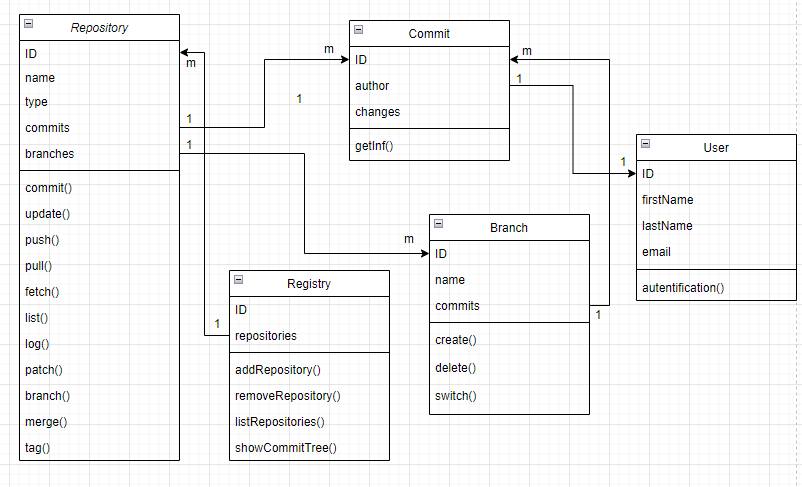 Repository
ID
name
type
commits
branches
commit()
update()
push()
pull()
fetch()
list()
log()
patch()
branch()
merge()
tag()
m
1
1
1
m
Commit
ID
author
changes
getInf()
m
1
1
User
ID
firstName
lastName
email
autentification()
m
Branch
ID
name
commits
create()
delete()
switch()
1
1
Registry
ID
repositories
addRepository()
removeRepository()
listRepositories()
showCommitTree()